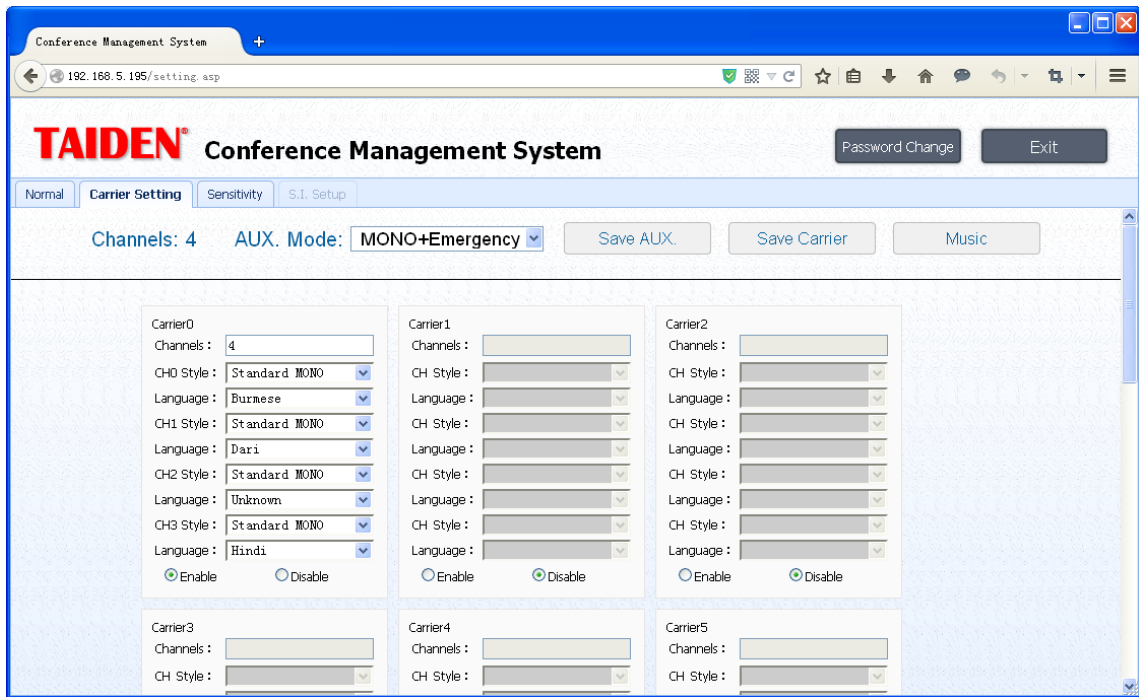 Conference Management System
192.168.5.195/setting.asp
TAIDEN® Conference Management System
Password Change
Exit
Normal
Carrier Setting
Sensitivity
S.I. Setup
Channels: 4
AUX. Mode: MONO+Emergency
Save AUX.
Save Carrier
Music
Carrier0
Channels: 4
CH0 Style: Standard MONO
Language: Burmese
CH1 Style: Standard MONO
Language: Dari
CH2 Style: Standard MONO
Language: Unknown
CH3 Style: Standard MONO
Language: Hindi
Enable Disable
Carrier1
Channels:
CH Style:
Language:
CH Style:
Language:
CH Style:
Language:
CH Style:
Language:
Enable Disable
Carrier2
Channels:
CH Style:
Language:
CH Style:
Language:
CH Style:
Language:
CH Style:
Language:
Enable Disable
Carrier3
Channels:
CH Style:
Carrier4
Channels:
CH Style:
Carrier5
Channels:
CH Style: